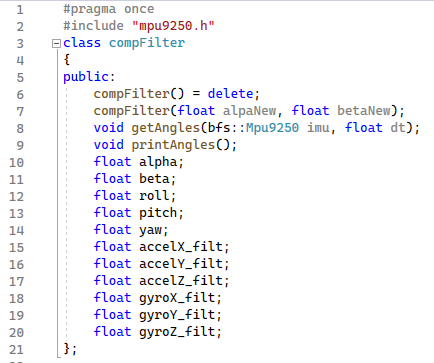 1 #pragma once
2 #include "mpu9250.h"
3 class compFilter
4 {
5 public:
6 compFilter() = delete;
7 compFilter(float alpaNew, float betaNew);
8 void getAngles(bfs::Mpu9250 imu, float dt);
9 void printAngles();
10 float alpha;
11 float beta;
12 float roll;
13 float pitch;
14 float yaw;
15 float accelX_filt;
16 float accelY_filt;
17 float accelZ_filt;
18 float gyroX_filt;
19 float gyroY_filt;
20 float gyroZ_filt;
21 };